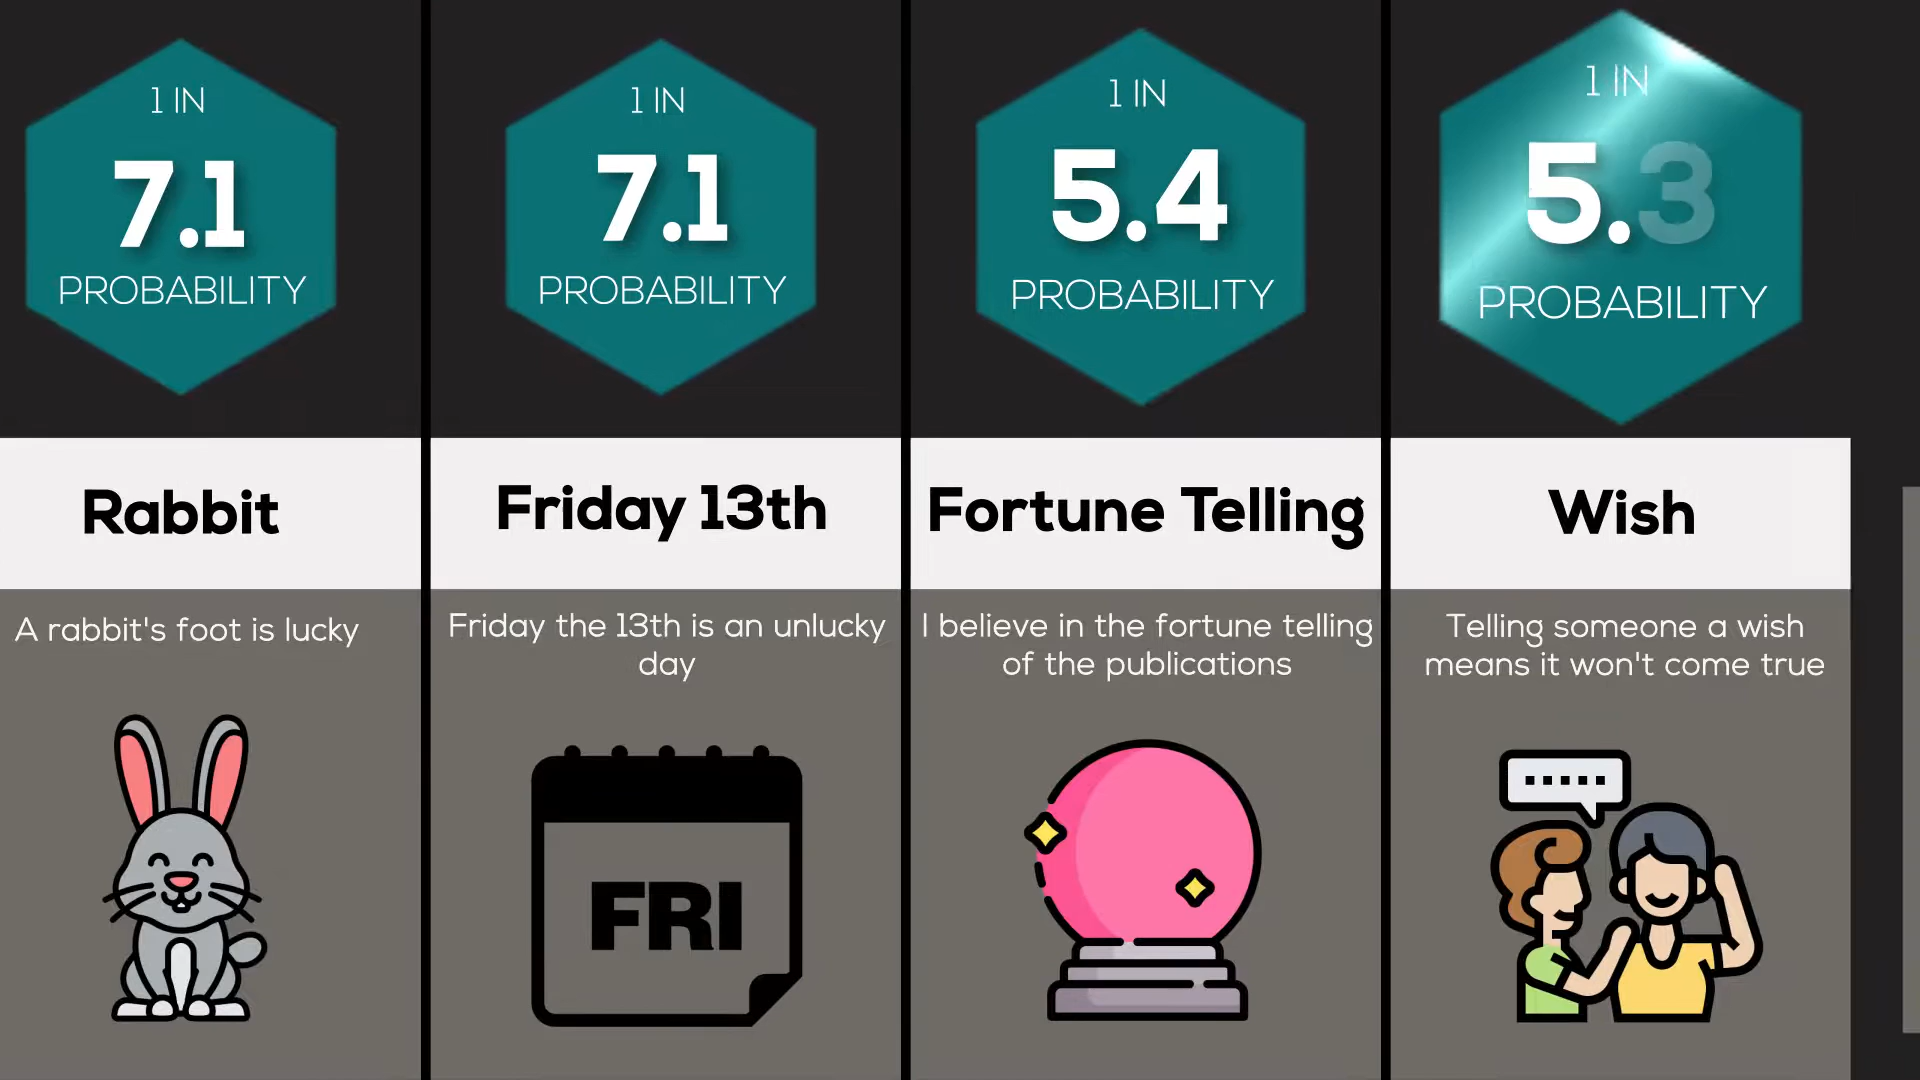 1 IN
7.1
PROBABILITY
Rabbit
A rabbit's foot is lucky
1 IN
7.1
PROBABILITY
Friday 13th
Friday the 13th is an unlucky
day
FRI
1 IN
5.4
PROBABILITY
Fortune Telling
I believe in the fortune telling
of the publications
1 IN
5.3
PROBABILITY
Wish
Telling someone a wish
means it won't come true